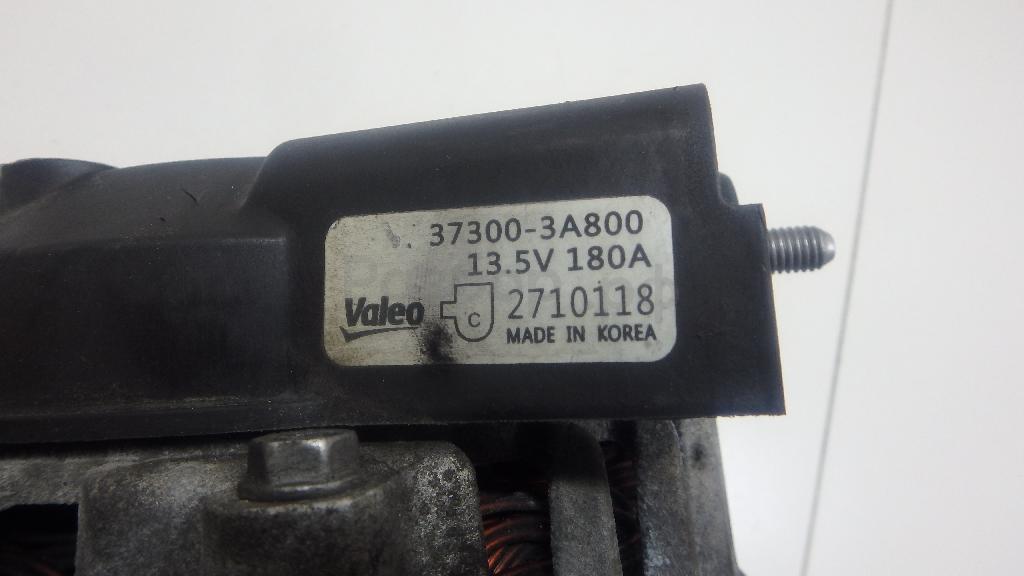 37300-3A800
13.5V 180A
Valeo C 2710118
MADE IN KOREA